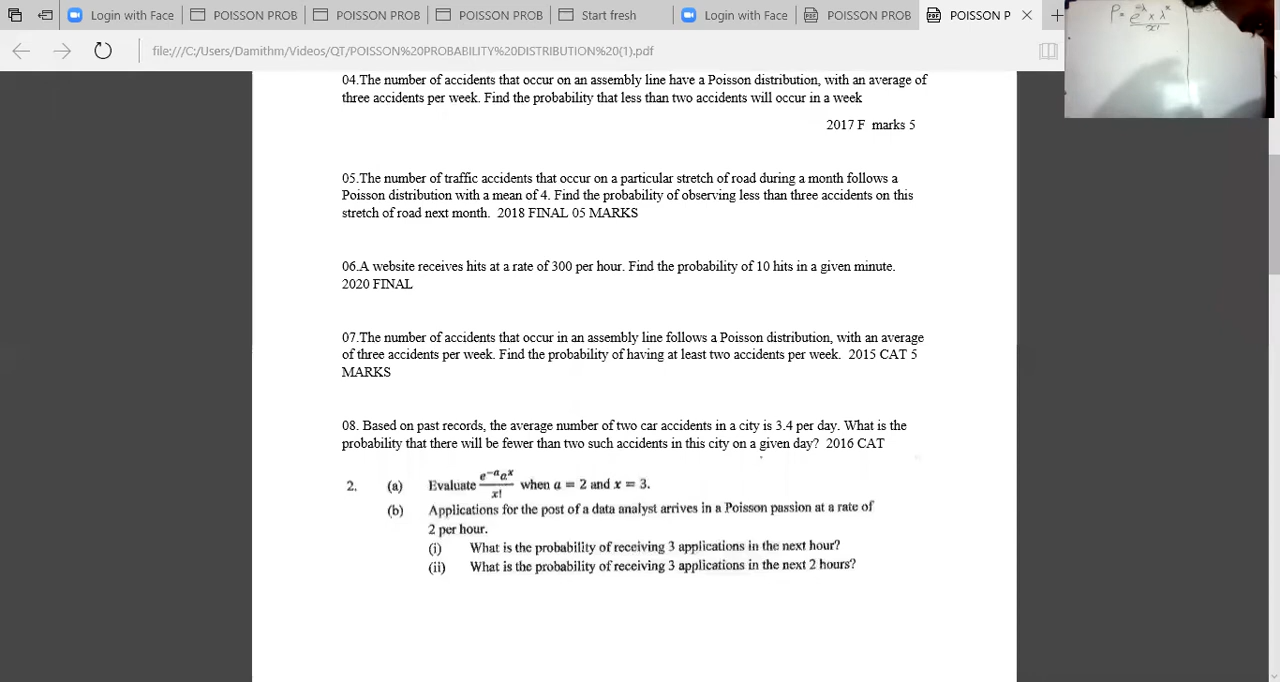 Login with Face
POISSON PROB
POISSON PROB
POISSON PROB
Start fresh
Login with Face
POISSON PROB
POISSON P
file:///C:/Users/Damithm/Videos/QT/POISSON%20PROBABILITY%20DISTRIBUTION%20(1).pdf
P = e^-λ x λ^x
x!
04.The number of accidents that occur on an assembly line have a Poisson distribution, with an average of
three accidents per week. Find the probability that less than two accidents will occur in a week
2017 F marks 5
05.The number of traffic accidents that occur on a particular stretch of road during a month follows a
Poisson distribution with a mean of 4. Find the probability of observing less than three accidents on this
stretch of road next month. 2018 FINAL 05 MARKS
06.A website receives hits at a rate of 300 per hour. Find the probability of 10 hits in a given minute.
2020 FINAL
07.The number of accidents that occur in an assembly line follows a Poisson distribution, with an average
of three accidents per week. Find the probability of having at least two accidents per week. 2015 CAT 5
MARKS
08. Based on past records, the average number of two car accidents in a city is 3.4 per day. What is the
probability that there will be fewer than two such accidents in this city on a given day? 2016 CAT
2. (a) Evaluate e^-a a^x / x! when a = 2 and x = 3.
(b) Applications for the post of a data analyst arrives in a Poisson passion at a rate of
2 per hour.
(i) What is the probability of receiving 3 applications in the next hour?
(ii) What is the probability of receiving 3 applications in the next 2 hours?